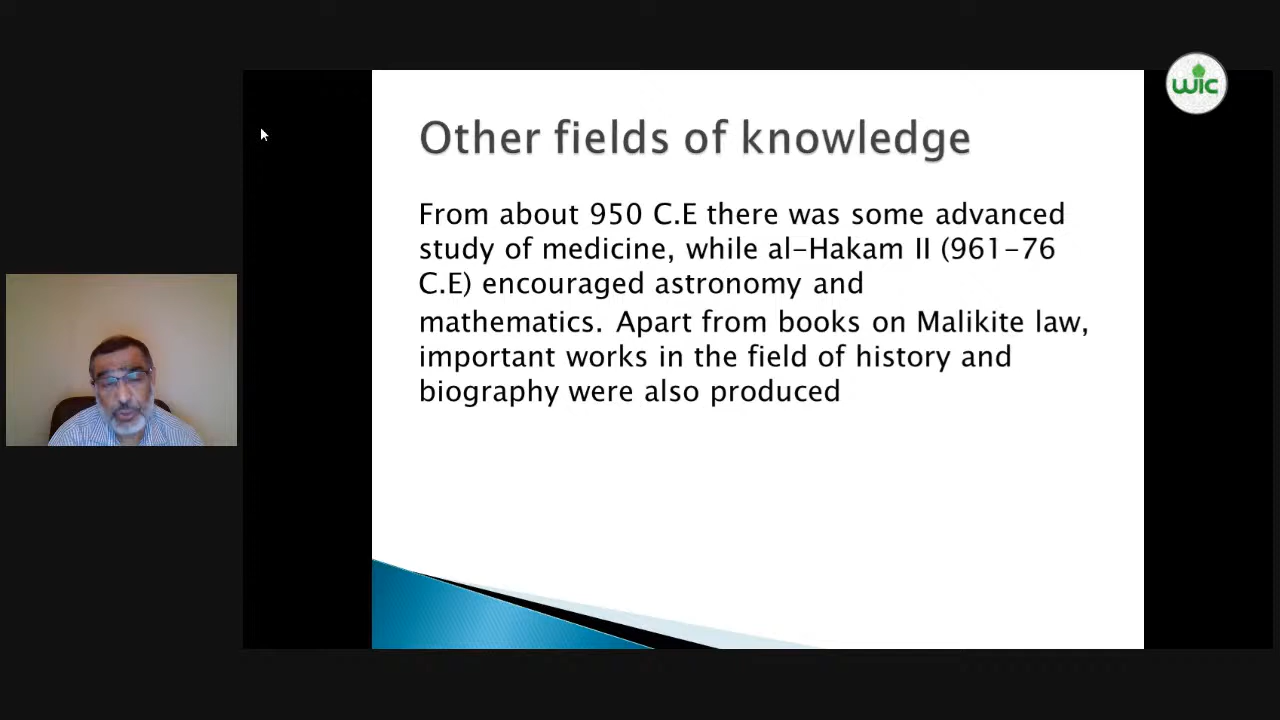 WIC
Other fields of knowledge
From about 950 C.E there was some advanced
study of medicine, while al-Hakam II (961-76
C.E) encouraged astronomy and
mathematics. Apart from books on Malikite law,
important works in the field of history and
biography were also produced